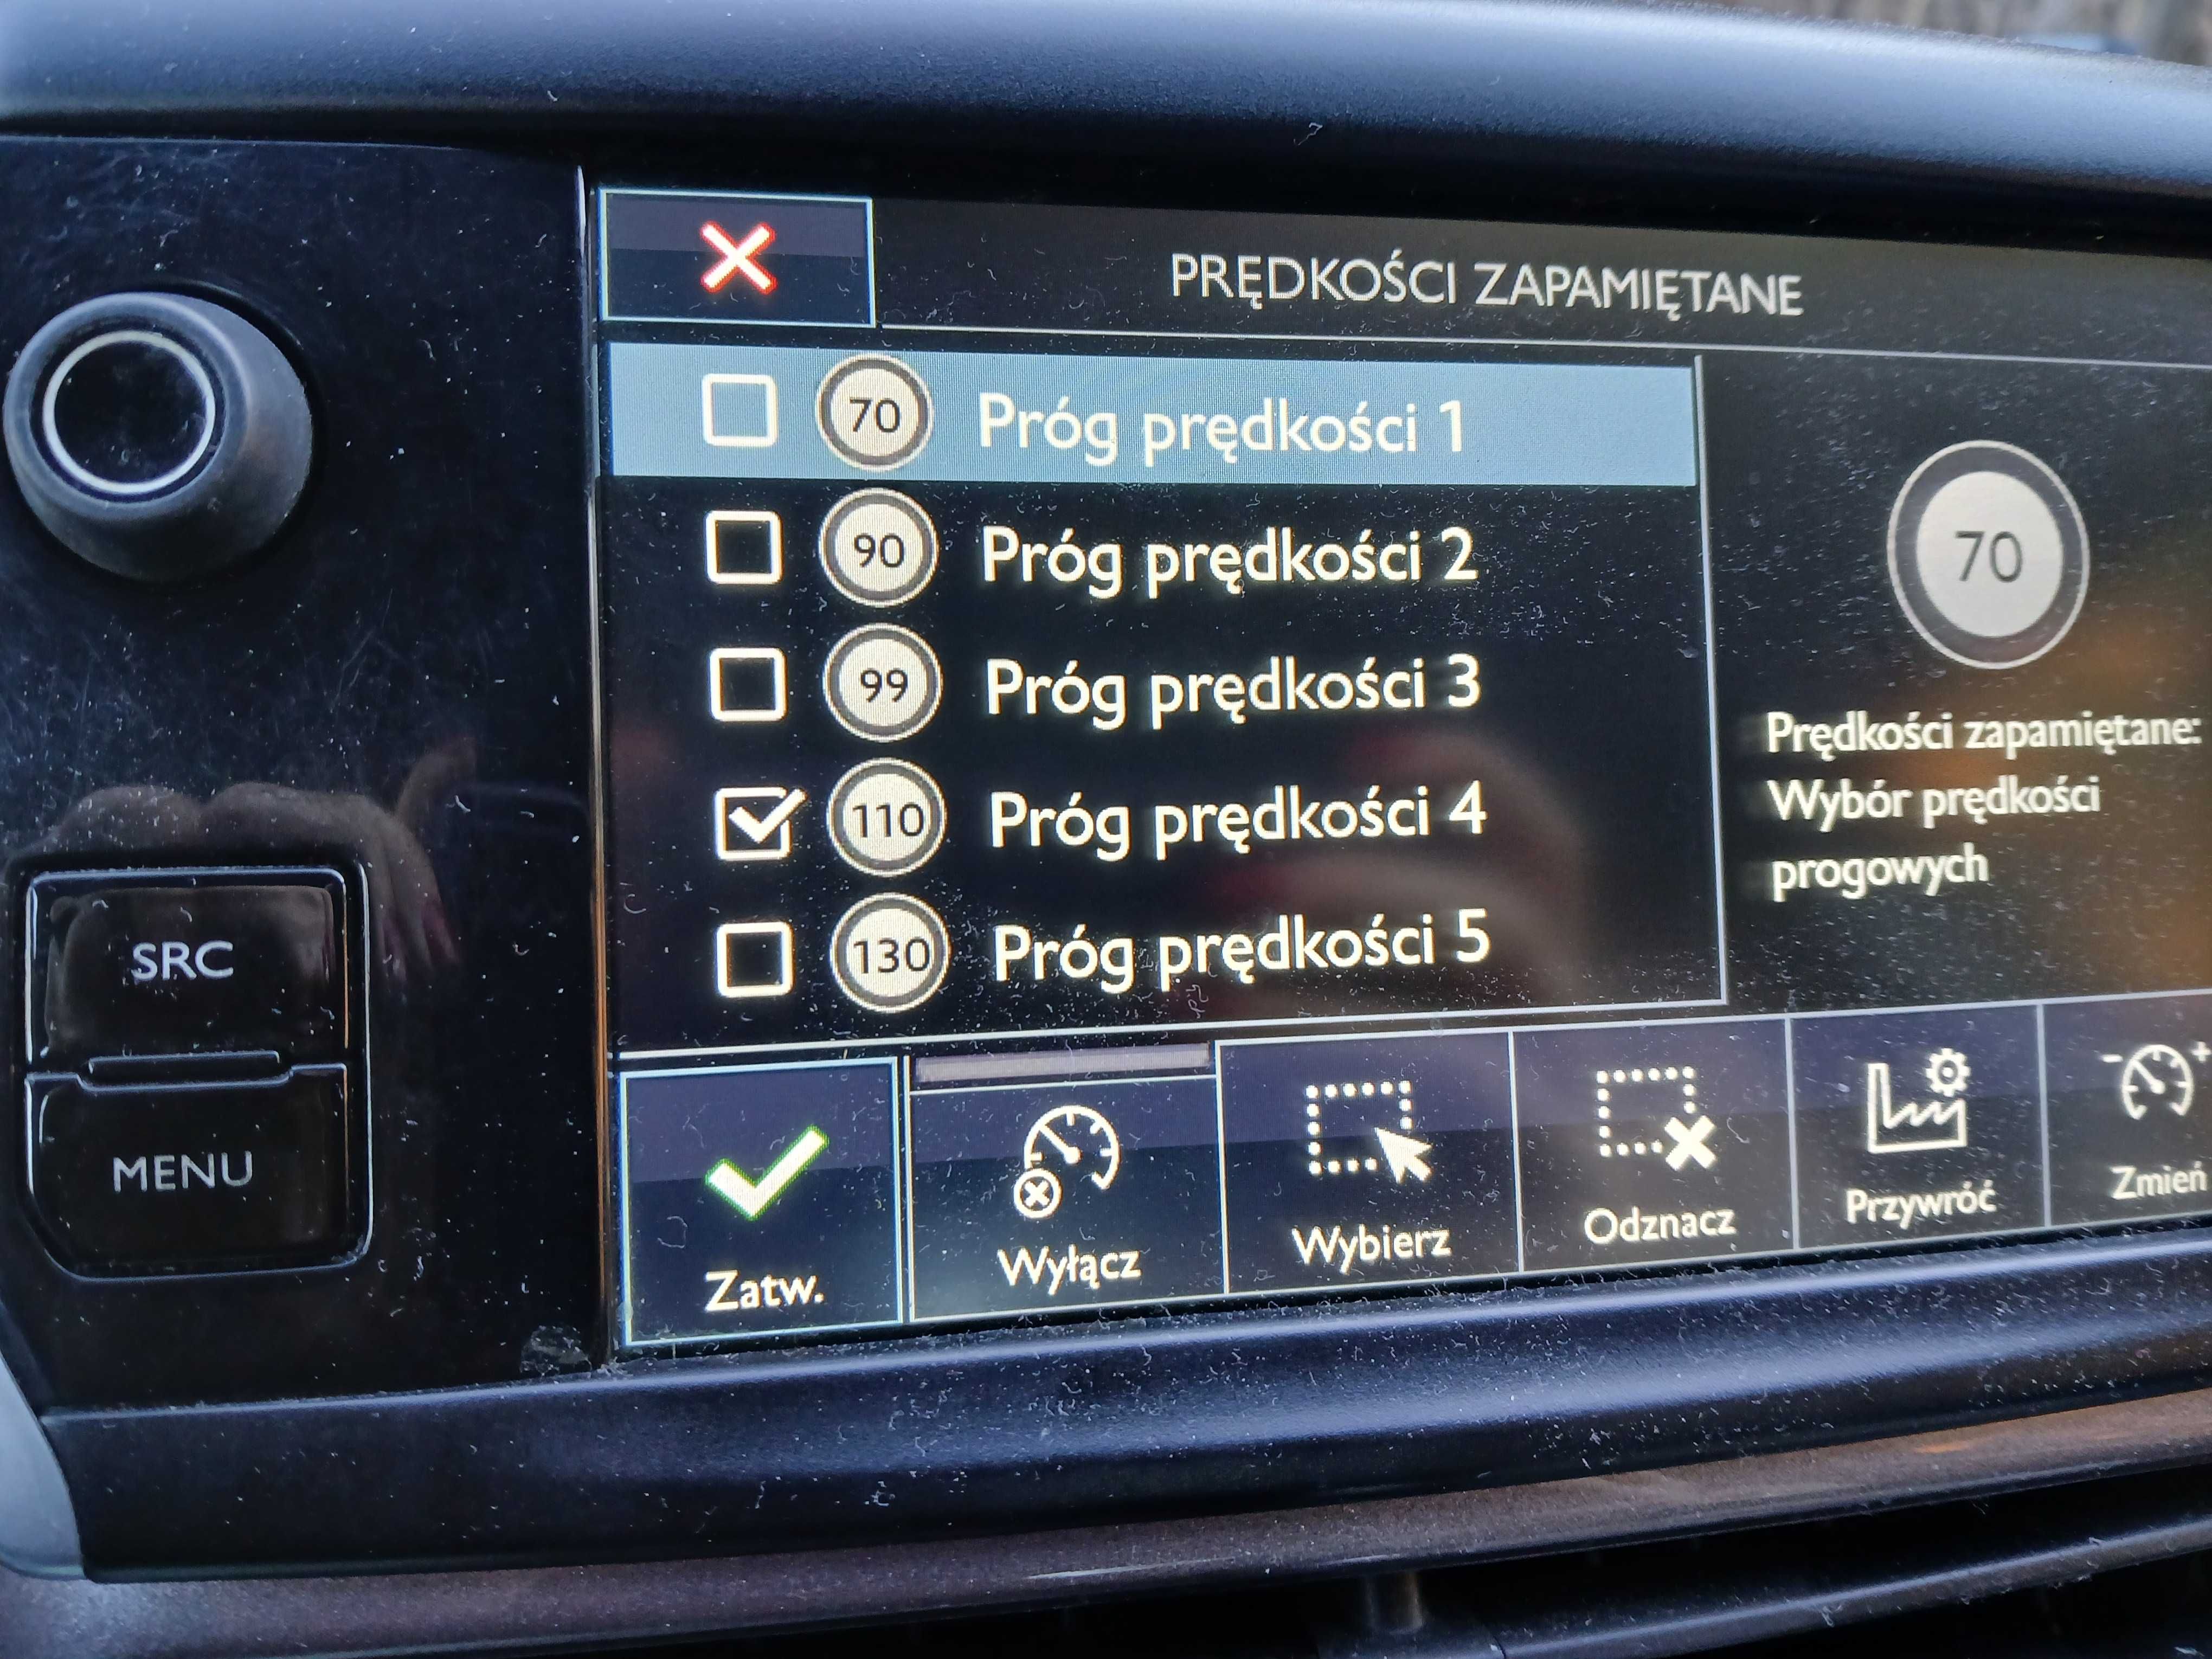 PRĘDKOŚCI ZAPAMIĘTANE
70 Próg prędkości 1
90 Próg prędkości 2
99 Próg prędkości 3
110 Próg prędkości 4
130 Próg prędkości 5
70
Prędkości zapamiętane:
Wybór prędkości
progowych
SRC
MENU
Zatw.
Wyłącz
Wybierz
Odznacz
Przywróć
Zmień